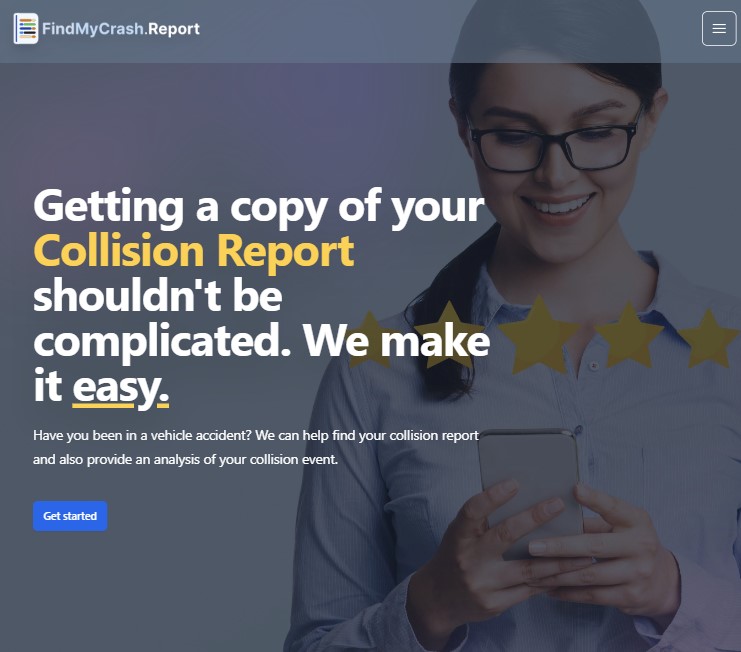 FindMyCrash.Report
Getting a copy of your
Collision Report
shouldn't be
complicated. We make
it easy.
Have you been in a vehicle accident? We can help find your collision report
and also provide an analysis of your collision event.
Get started